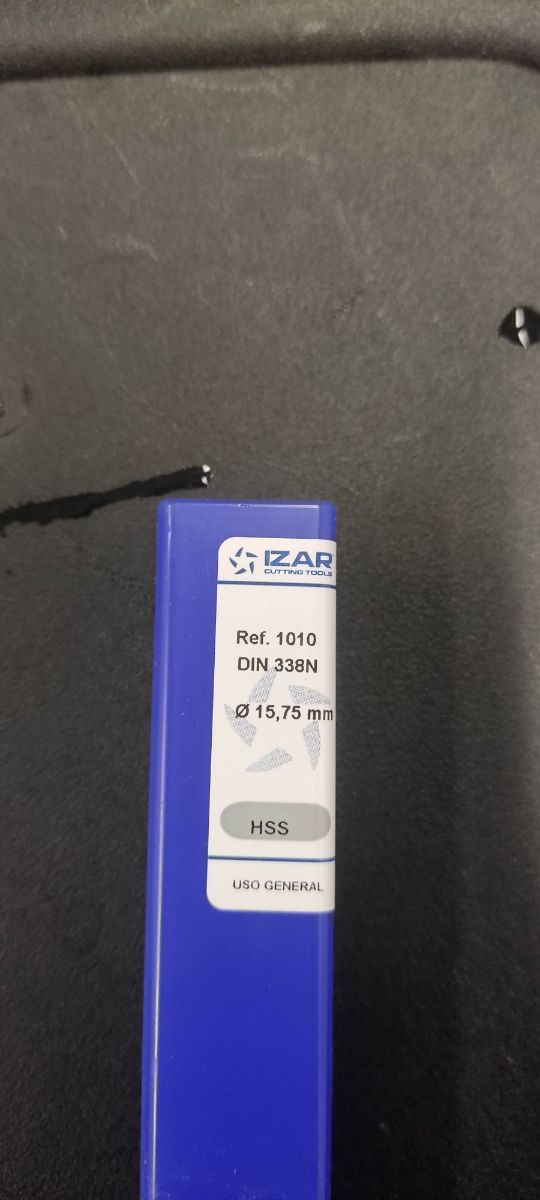 IZAR
CUTTING TOOLS
Ref. 1010
DIN 338N
Ø 15,75 mm
HSS
USO GENERAL